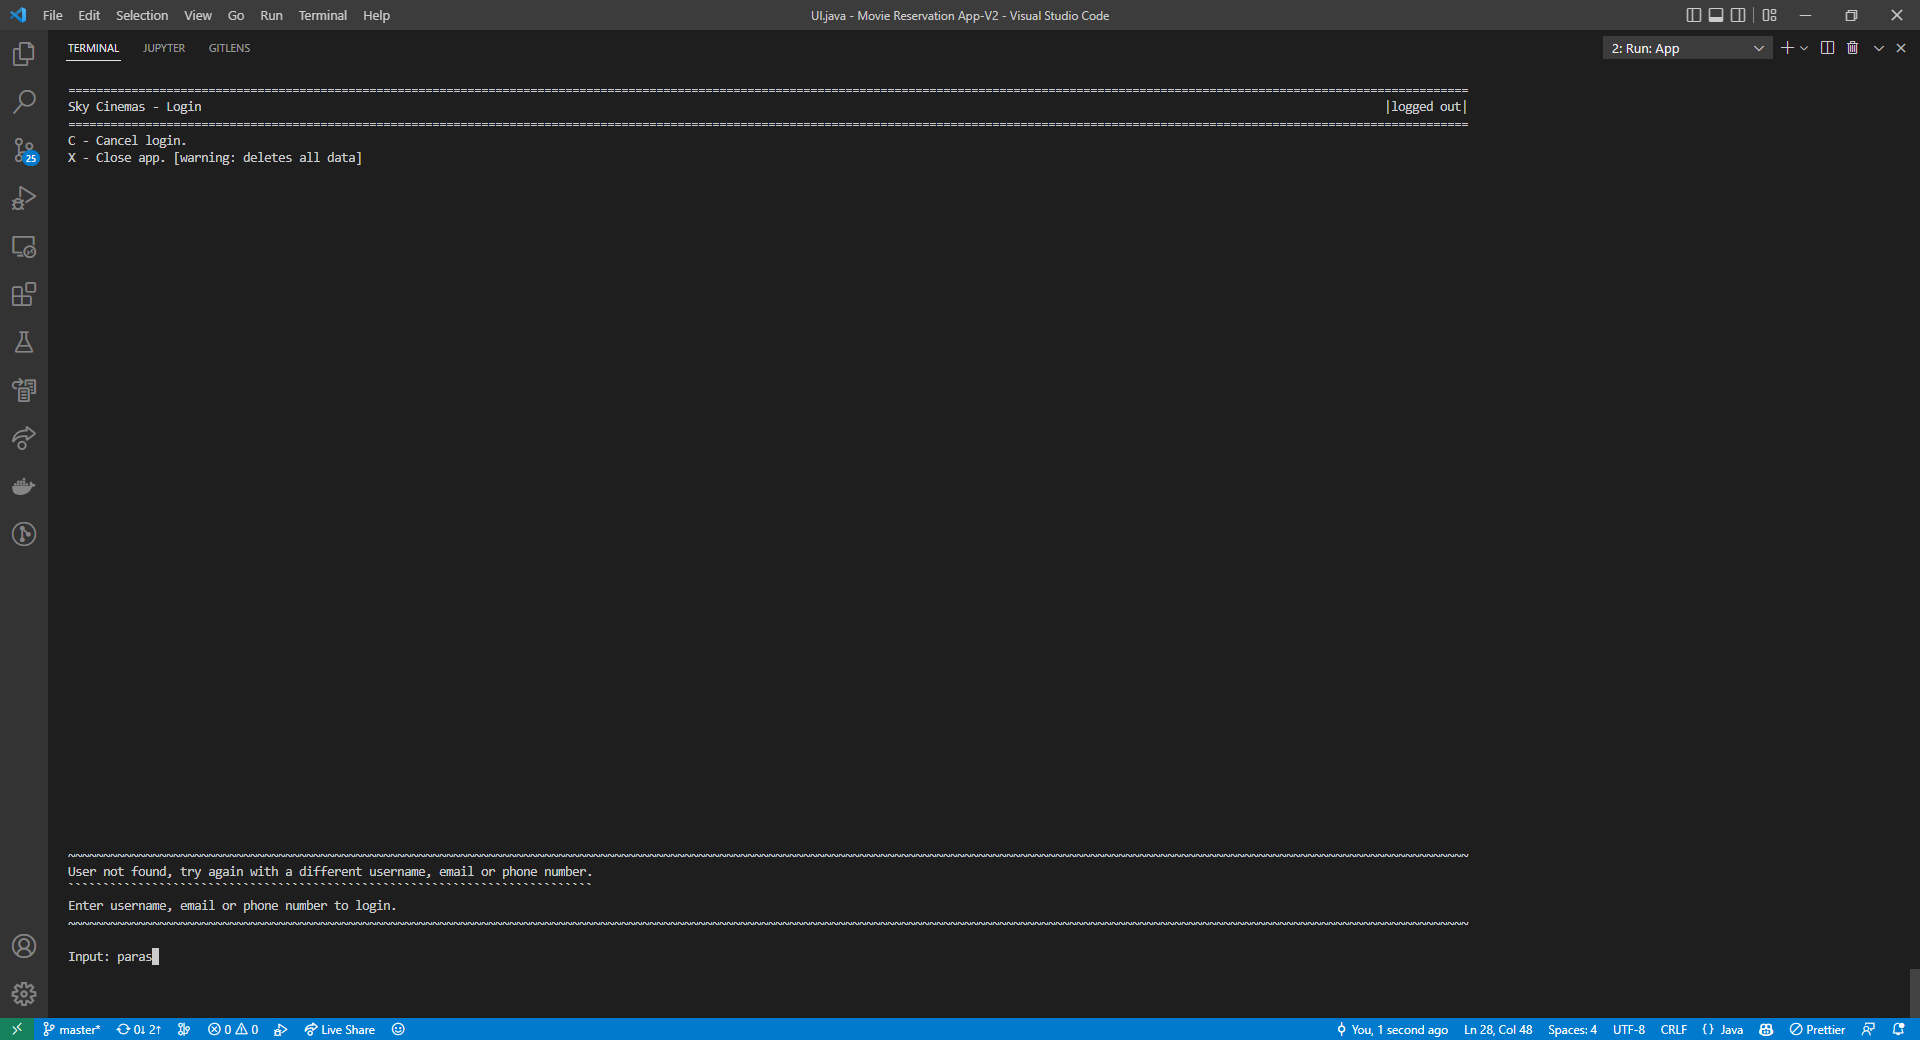 File Edit Selection View Go Run Terminal Help UI.java - Movie Reservation App-V2 - Visual Studio Code
TERMINAL JUPYTER GITLENS 2: Run: App
Sky Cinemas - Login |logged out|
C - Cancel login.
X - Close app. [warning: deletes all data]
25
User not found, try again with a different username, email or phone number.
Enter username, email or phone number to login.
Input: paras
master* 0↓ 2↑ 0 0 Live Share You, 1 second ago Ln 28, Col 48 Spaces: 4 UTF-8 CRLF {} Java Prettier